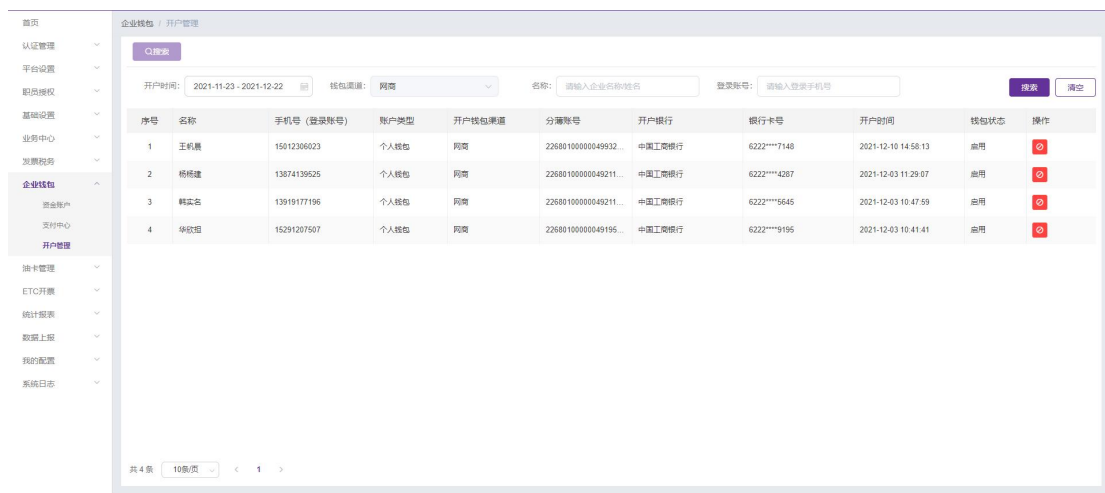 首页
企业钱包 / 开户管理
认证管理
搜索
平台设置
职员授权
开户时间: 2021-11-23 - 2021-12-22 钱包渠道: 网商 名称: 请输入企业名称/姓名 登录账号: 请输入登录手机号 搜索 清空
基础设置
业务中心
发票税务
企业钱包
资金账户
支付中心
开户管理
油卡管理
ETC开票
统计报表
数据上报
我的配置
系统日志
序号 名称 手机号（登录账号） 账户类型 开户钱包渠道 分簿账号 开户银行 银行卡号 开户时间 钱包状态 操作
1 王帆晨 15012306023 个人钱包 网商 22680100000049932... 中国工商银行 6222****7148 2021-12-10 14:58:13 启用
2 杨杨建 13874139525 个人钱包 网商 22680100000049211... 中国工商银行 6222****4287 2021-12-03 11:29:07 启用
3 韩实名 13919177196 个人钱包 网商 22680100000049211... 中国工商银行 6222****5645 2021-12-03 10:47:59 启用
4 华欣担 15291207507 个人钱包 网商 22680100000049195... 中国工商银行 6222****9195 2021-12-03 10:41:41 启用
共 4 条 10条/页 1